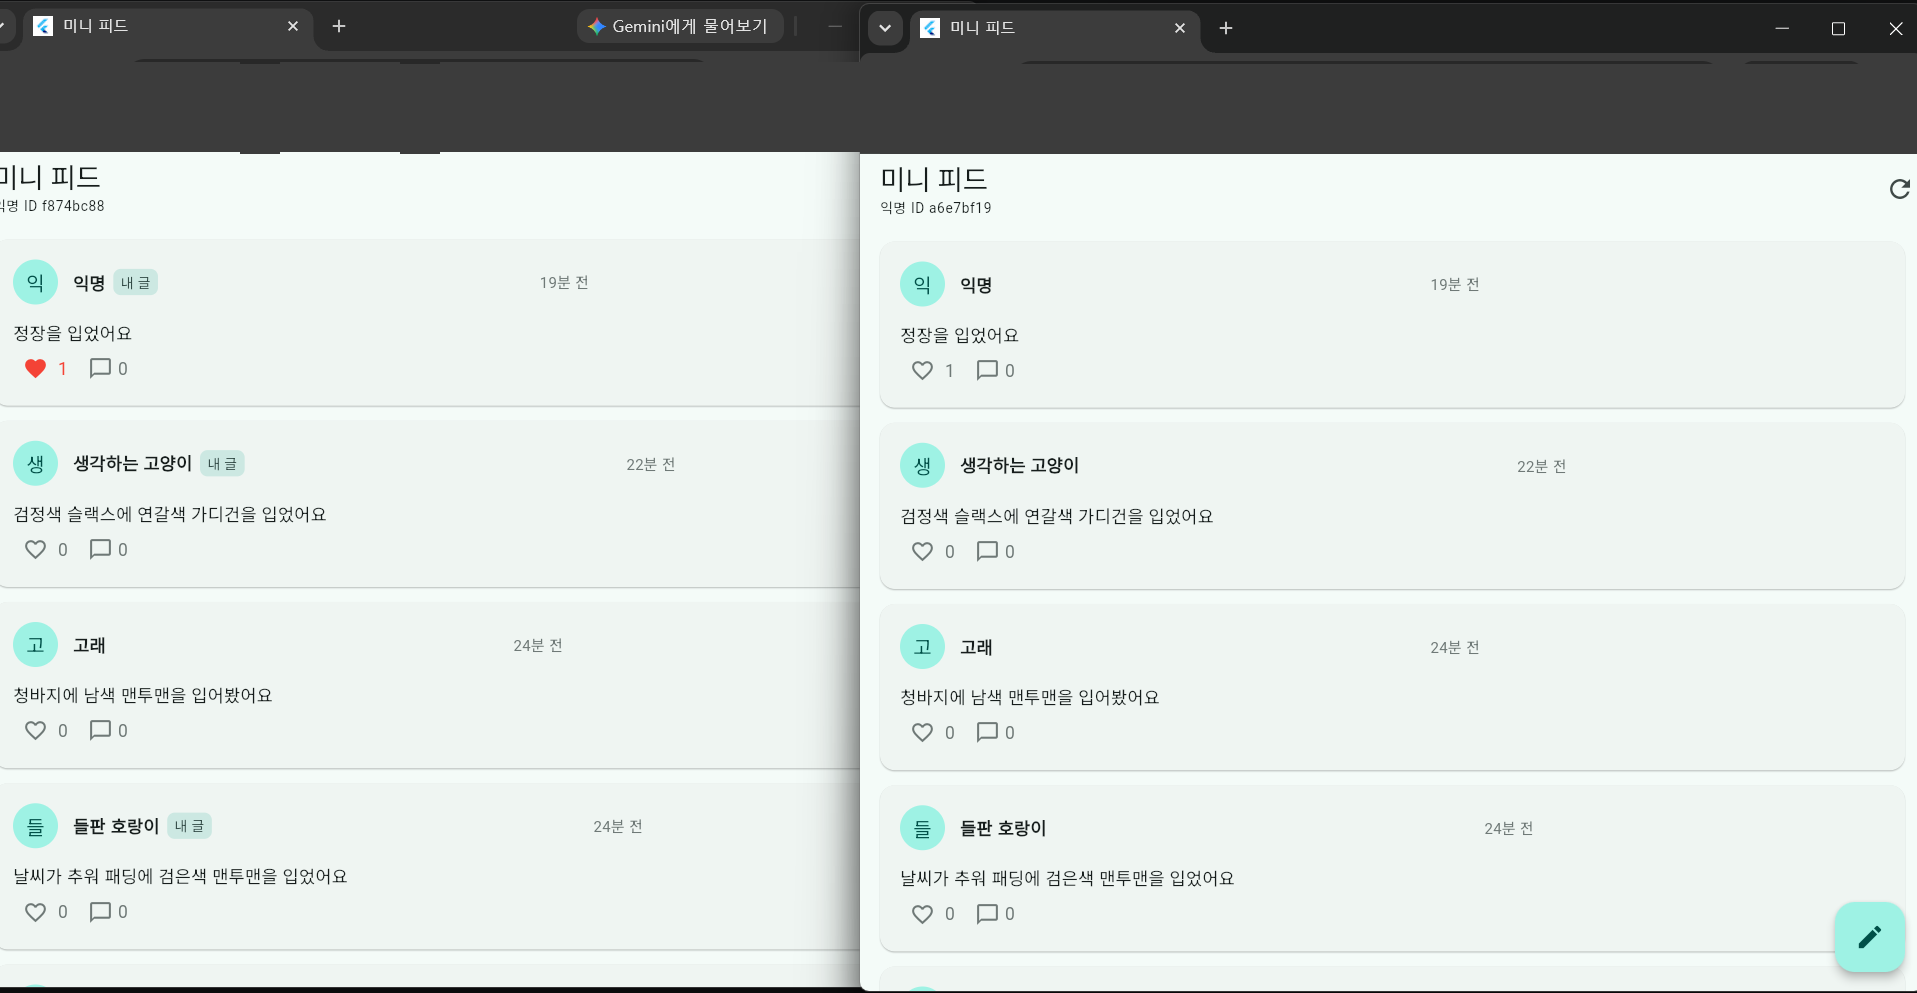 미니 피드
Gemini에게 물어보기
미니 피드
익명 ID f874bc88
익 익명 내 글 19분 전
정장을 입었어요
1 0
생 생각하는 고양이 내 글 22분 전
검정색 슬랙스에 연갈색 가디건을 입었어요
0 0
고 고래 24분 전
청바지에 남색 맨투맨을 입어봤어요
0 0
들 들판 호랑이 내 글 24분 전
날씨가 추워 패딩에 검은색 맨투맨을 입었어요
0 0
미니 피드
미니 피드
익명 ID a6e7bf19
익 익명 19분 전
정장을 입었어요
1 0
생 생각하는 고양이 22분 전
검정색 슬랙스에 연갈색 가디건을 입었어요
0 0
고 고래 24분 전
청바지에 남색 맨투맨을 입어봤어요
0 0
들 들판 호랑이 24분 전
날씨가 추워 패딩에 검은색 맨투맨을 입었어요
0 0